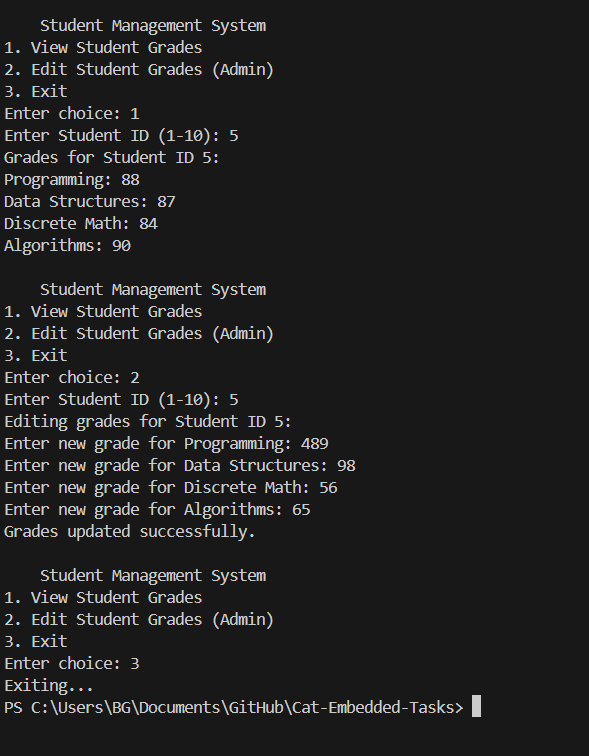 Student Management System
1. View Student Grades
2. Edit Student Grades (Admin)
3. Exit
Enter choice: 1
Enter Student ID (1-10): 5
Grades for Student ID 5:
Programming: 88
Data Structures: 87
Discrete Math: 84
Algorithms: 90
Student Management System
1. View Student Grades
2. Edit Student Grades (Admin)
3. Exit
Enter choice: 2
Enter Student ID (1-10): 5
Editing grades for Student ID 5:
Enter new grade for Programming: 489
Enter new grade for Data Structures: 98
Enter new grade for Discrete Math: 56
Enter new grade for Algorithms: 65
Grades updated successfully.
Student Management System
1. View Student Grades
2. Edit Student Grades (Admin)
3. Exit
Enter choice: 3
Exiting...
PS C:\Users\BG\Documents\GitHub\Cat-Embedded-Tasks>